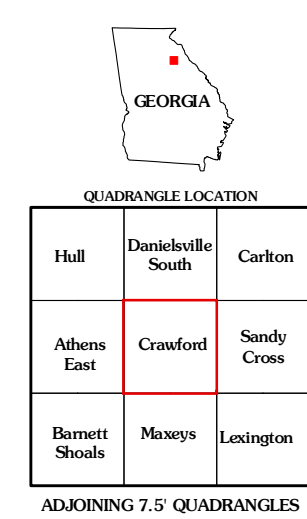 GEORGIA
QUADRANGLE LOCATION
Hull
Danielsville
South
Carlton
Athens
East
Crawford
Sandy
Cross
Barnett
Shoals
Maxeys
Lexington
ADJOINING 7.5' QUADRANGLES